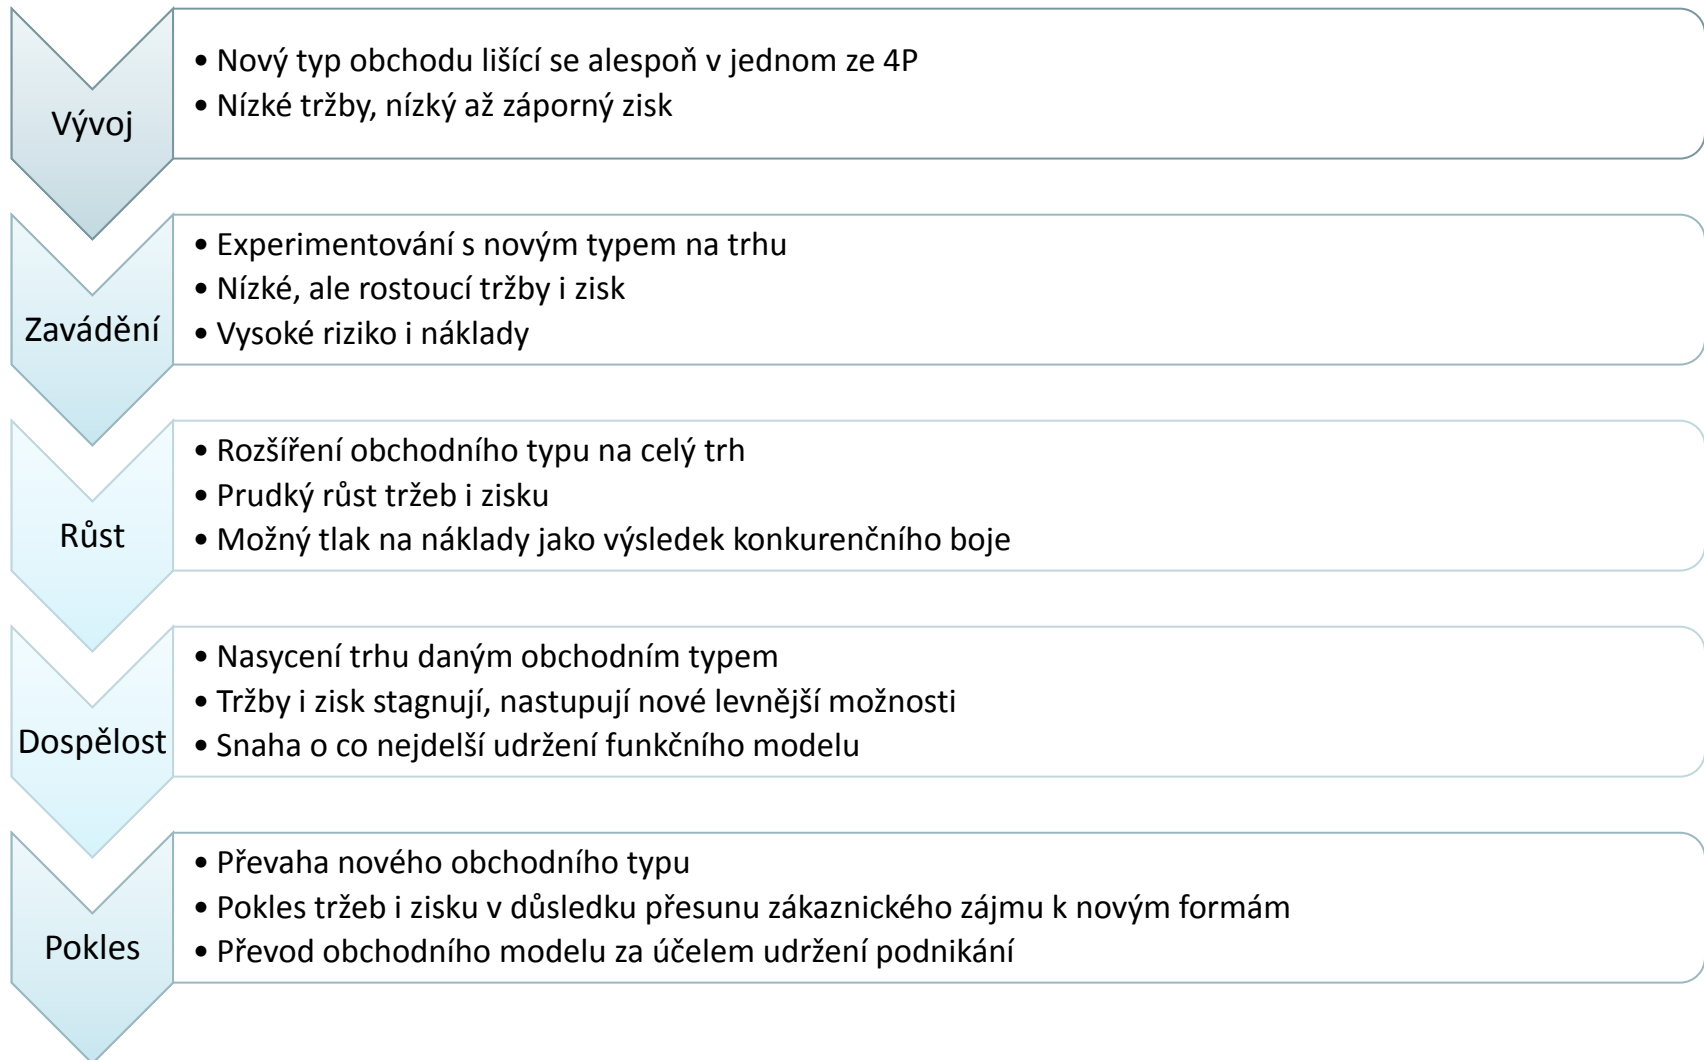 Vývoj
• Nový typ obchodu lišící se alespoň v jednom ze 4P
• Nízké tržby, nízký až záporný zisk
Zavádění
• Experimentování s novým typem na trhu
• Nízké, ale rostoucí tržby i zisk
• Vysoké riziko i náklady
Růst
• Rozšíření obchodního typu na celý trh
• Prudký růst tržeb i zisku
• Možný tlak na náklady jako výsledek konkurenčního boje
Dospělost
• Nasycení trhu daným obchodním typem
• Tržby i zisk stagnují, nastupují nové levnější možnosti
• Snaha o co nejdelší udržení funkčního modelu
Pokles
• Převaha nového obchodního typu
• Pokles tržeb i zisku v důsledku přesunu zákaznického zájmu k novým formám
• Převod obchodního modelu za účelem udržení podnikání